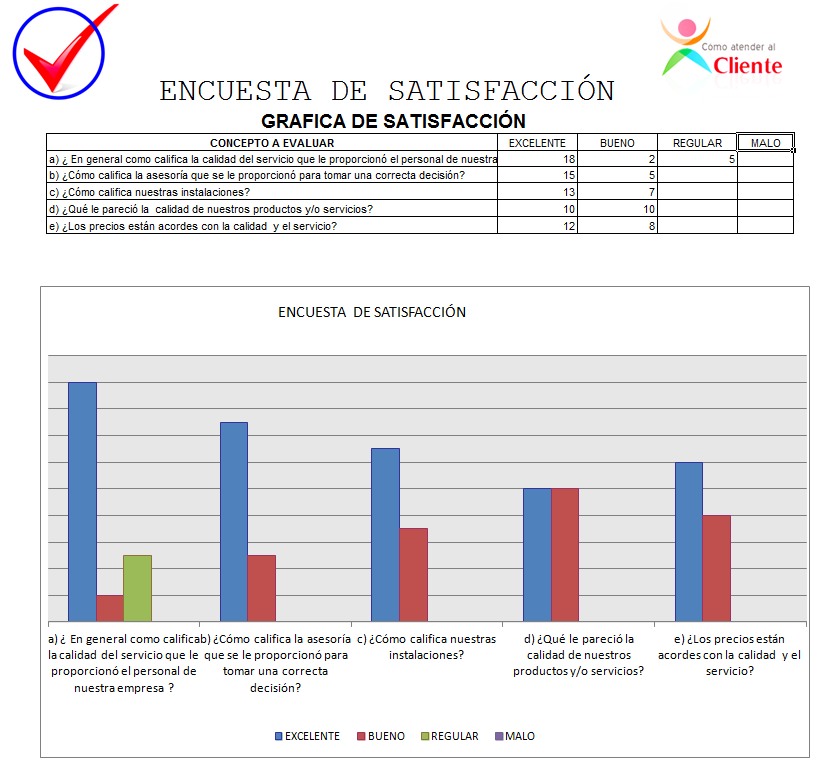 Como atender al
Cliente
ENCUESTA DE SATISFACCIÓN
GRAFICA DE SATISFACCIÓN
CONCEPTO A EVALUAR EXCELENTE BUENO REGULAR MALO
a) ¿ En general como califica la calidad del servicio que le proporcionó el personal de nuestra 18 2 5
b) ¿Cómo califica la asesoría que se le proporcionó para tomar una correcta decisión? 15 5
c) ¿Cómo califica nuestras instalaciones? 13 7
d) ¿Qué le pareció la calidad de nuestros productos y/o servicios? 10 10
e) ¿Los precios están acordes con la calidad y el servicio? 12 8
ENCUESTA DE SATISFACCIÓN
a) ¿ En general como califica
la calidad del servicio que le
proporcionó el personal de
nuestra empresa ?
b) ¿Cómo califica la asesoría
que se le proporcionó para
tomar una correcta
decisión?
c) ¿Cómo califica nuestras
instalaciones?
d) ¿Qué le pareció la
calidad de nuestros
productos y/o servicios?
e) ¿Los precios están
acordes con la calidad y el
servicio?
EXCELENTE BUENO REGULAR MALO